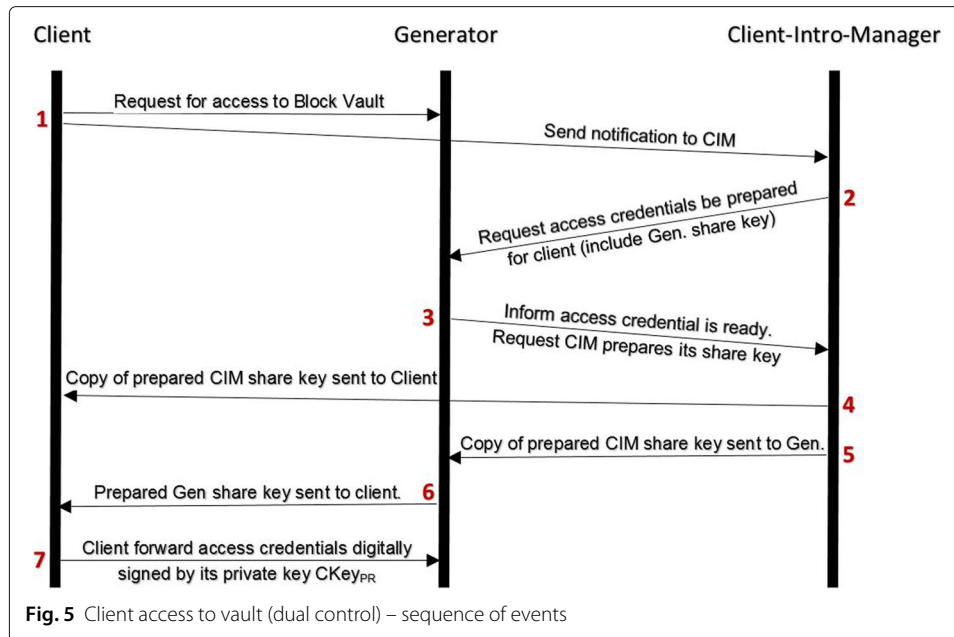 Client Generator Client-Intro-Manager
Request for access to Block Vault
1
Send notification to CIM
2
Request access credentials be prepared
for client (include Gen. share key)
3
Inform access credential is ready.
Request CIM prepares its share key
Copy of prepared CIM share key sent to Client
4
Copy of prepared CIM share key sent to Gen.
5
Prepared Gen share key sent to client.
6
7
Client forward access credentials digitally
signed by its private key CKeyPR
Fig. 5 Client access to vault (dual control) – sequence of events